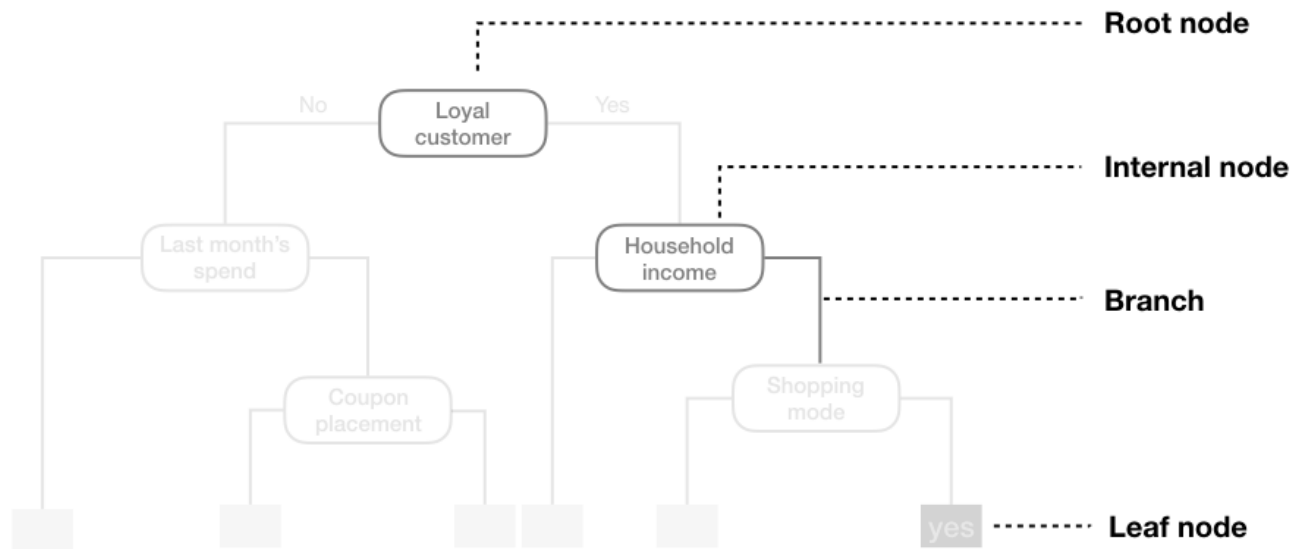 Root node
No
Loyal
customer
Yes
Internal node
Last month's
spend
Household
income
Branch
Coupon
placement
Shopping
mode
yes
Leaf node